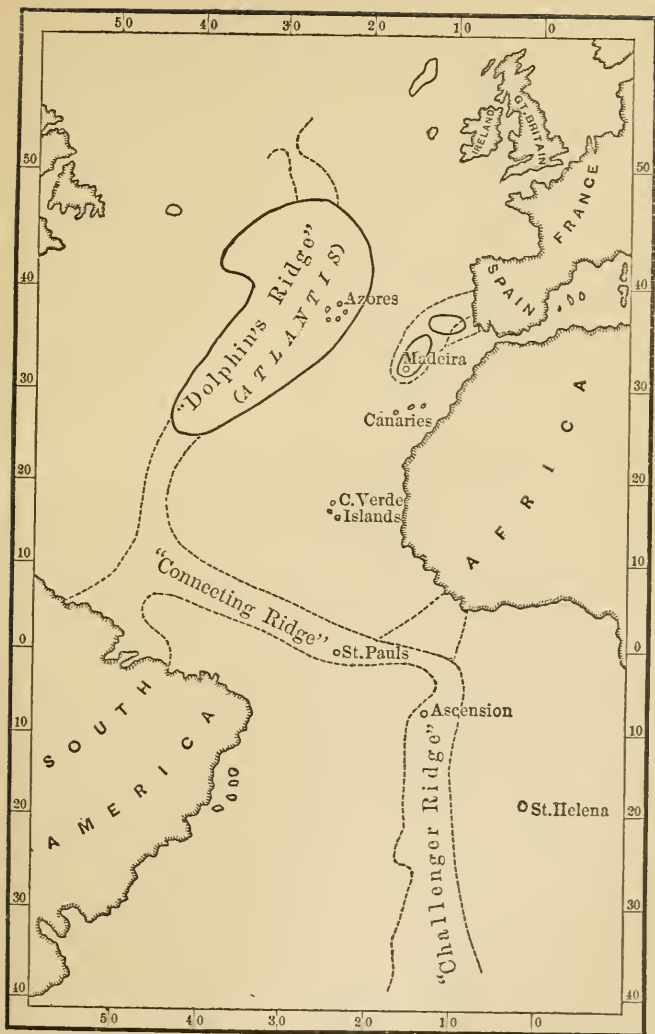 50 40 30 20 10 0
IRELAND
GT. BRITAIN
50
50
FRANCE
"Dolphin's Ridge"
(ATLANTIS)
40
Azores
SPAIN
40
Madeira
30
30
Canaries
AFRICA
20
C. Verde
Islands
20
10
"Connecting Ridge"
10
0
St. Pauls
0
SOUTH
AMERICA
Ascension
10
10
"Challenger Ridge"
St. Helena
20
20
30
30
40
40
50 40 30 20 10 0